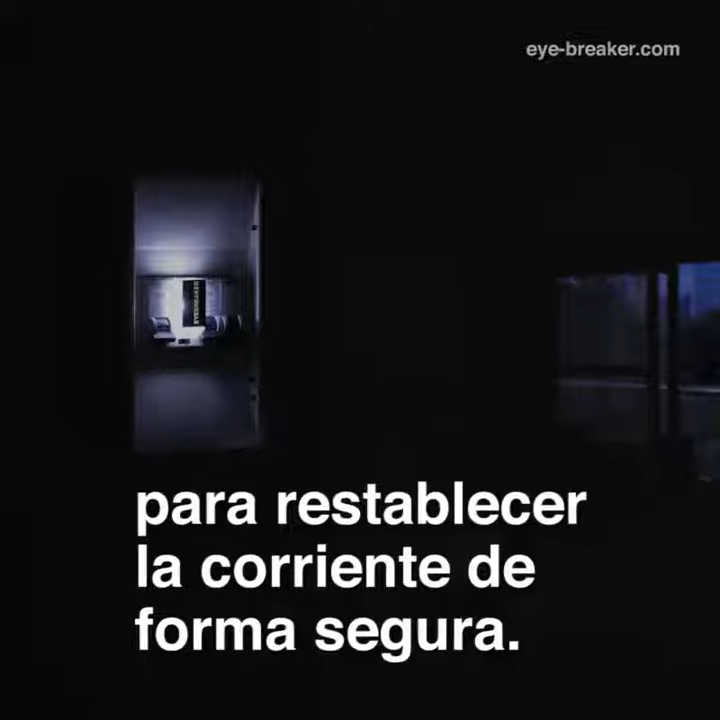 eye-breaker.com
para restablecer
la corriente de
forma segura.